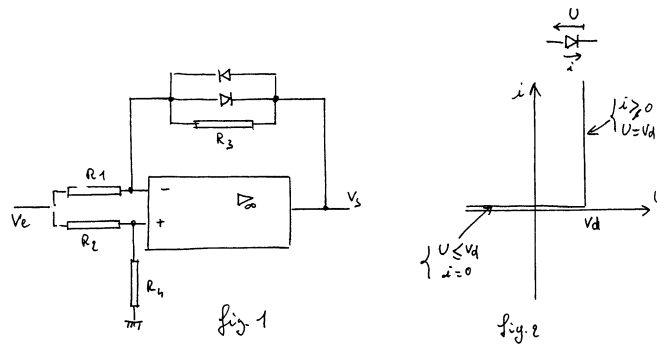 U
i
R3
R1
-
∞
Vs
Ve
+
R2
R4
fig. 1
i
{ i ≥ 0
U = Vd
U
Vd
{ U ≤ Vd
i = 0
fig. 2